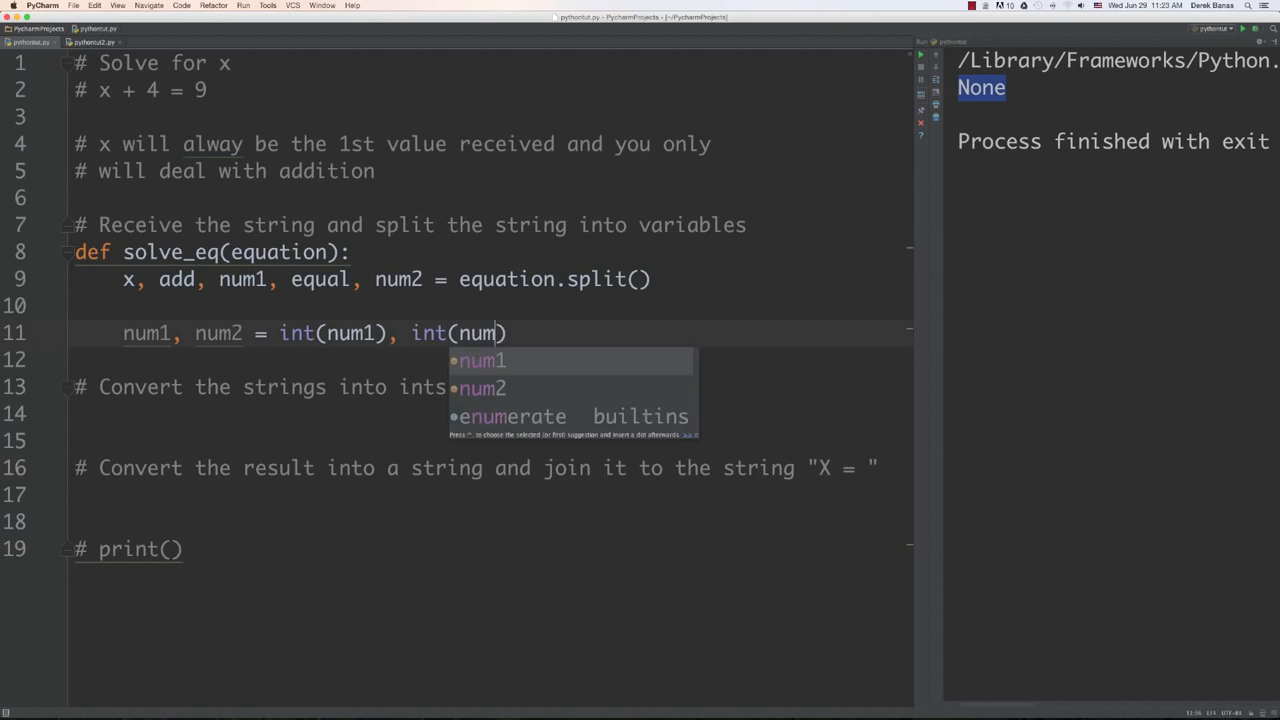 PyCharm File Edit View Navigate Code Refactor Run Tools VCS Window Help 10 Wed Jun 29 11:23 AM Derek Banas
pythontut.py - PycharmProjects - [~/PycharmProjects]
PycharmProjects pythontut.py pythontut
pythontut.py pythontut2.py Run pythontut
1 # Solve for x
2 # x + 4 = 9
3
4 # x will alway be the 1st value received and you only
5 # will deal with addition
6
7 # Receive the string and split the string into variables
8 def solve_eq(equation):
9 x, add, num1, equal, num2 = equation.split()
10
11 num1, num2 = int(num1), int(num)
12 num1
num2
13 # Convert the strings into ints
enumerate builtins
14
Press ^. to choose the selected (or first) suggestion and insert a dot afterwards >>
15
16 # Convert the result into a string and join it to the string "X = "
17
18
19 # print()
/Library/Frameworks/Python.
None
Process finished with exit
11:36 LF‡ UTF-8‡